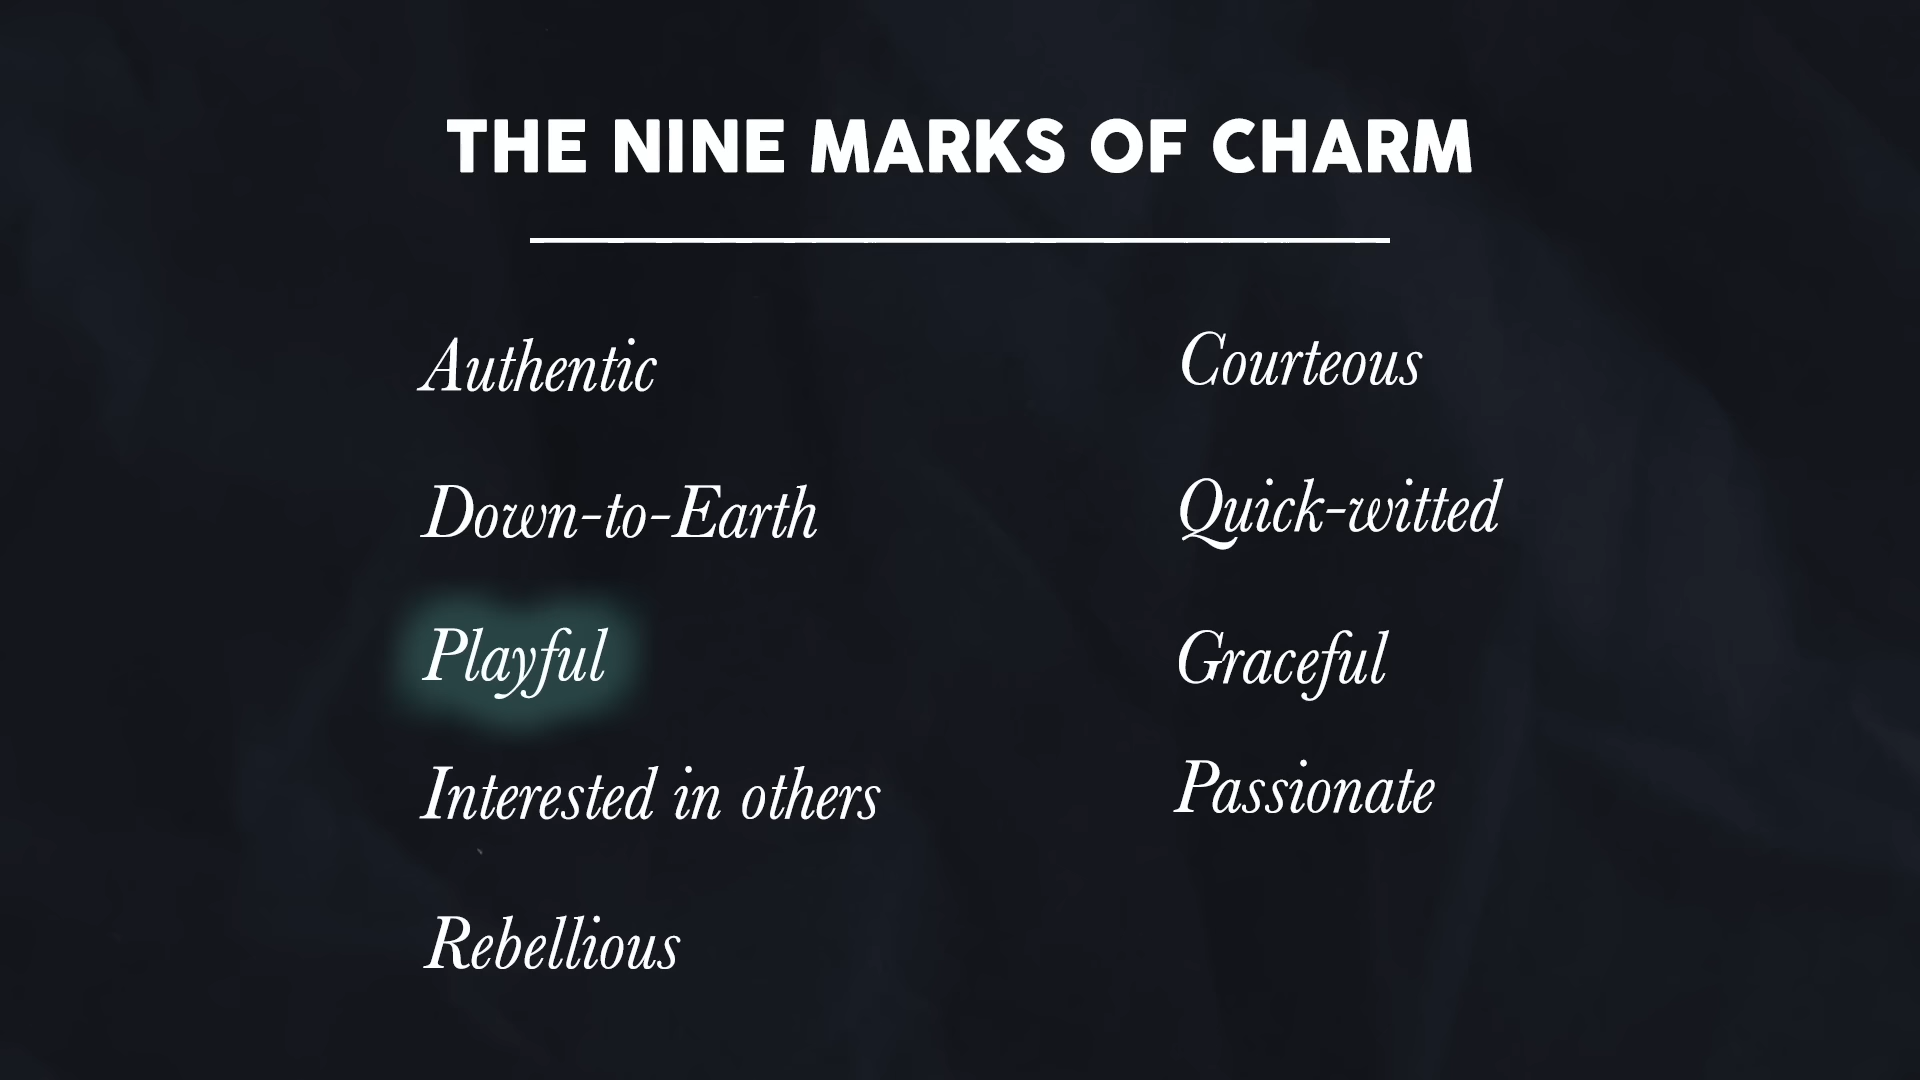 THE NINE MARKS OF CHARM
Authentic
Down-to-Earth
Playful
Interested in others
Rebellious
Courteous
Quick-witted
Graceful
Passionate